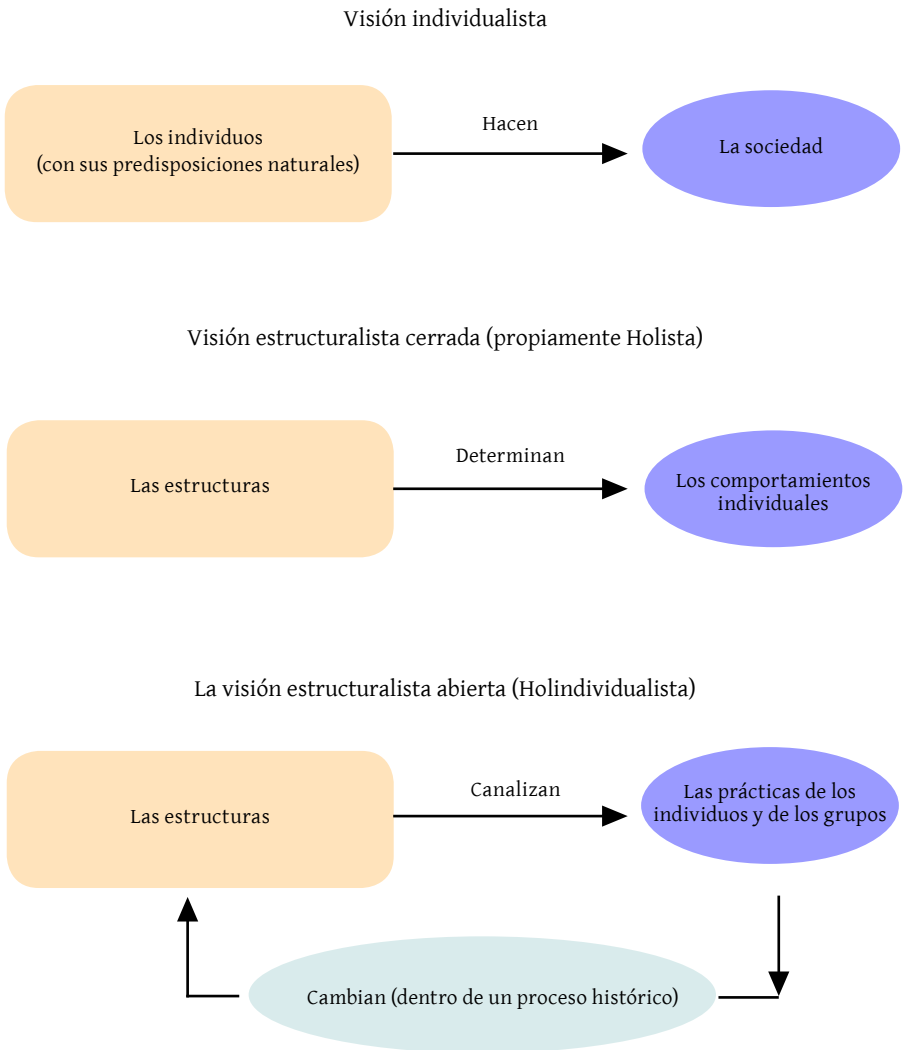 Visión individualista
Hacen
Los individuos
(con sus predisposiciones naturales)
La sociedad
Visión estructuralista cerrada (propiamente Holista)
Determinan
Las estructuras
Los comportamientos
individuales
La visión estructuralista abierta (Holindividualista)
Canalizan
Las estructuras
Las prácticas de los
individuos y de los grupos
Cambian (dentro de un proceso histórico)